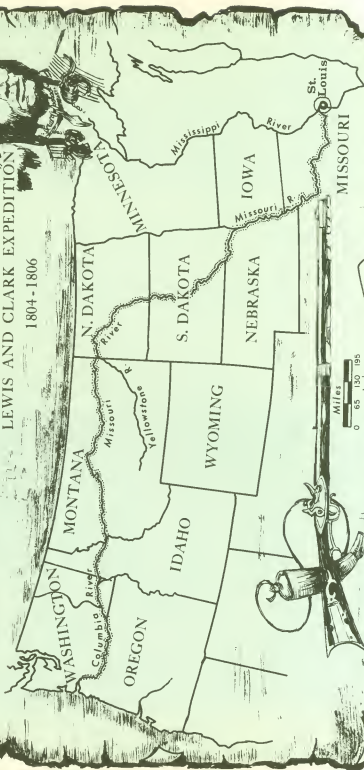 LEWIS AND CLARK EXPEDITION
1804-1806
WASHINGTON
MONTANA
N. DAKOTA
MINNESOTA
Columbia River
Missouri
River
Yellowstone R.
Mississippi
River
OREGON
IDAHO
WYOMING
S. DAKOTA
NEBRASKA
IOWA
Missouri R.
St.
Louis
MISSOURI
Miles
0 65 130 195